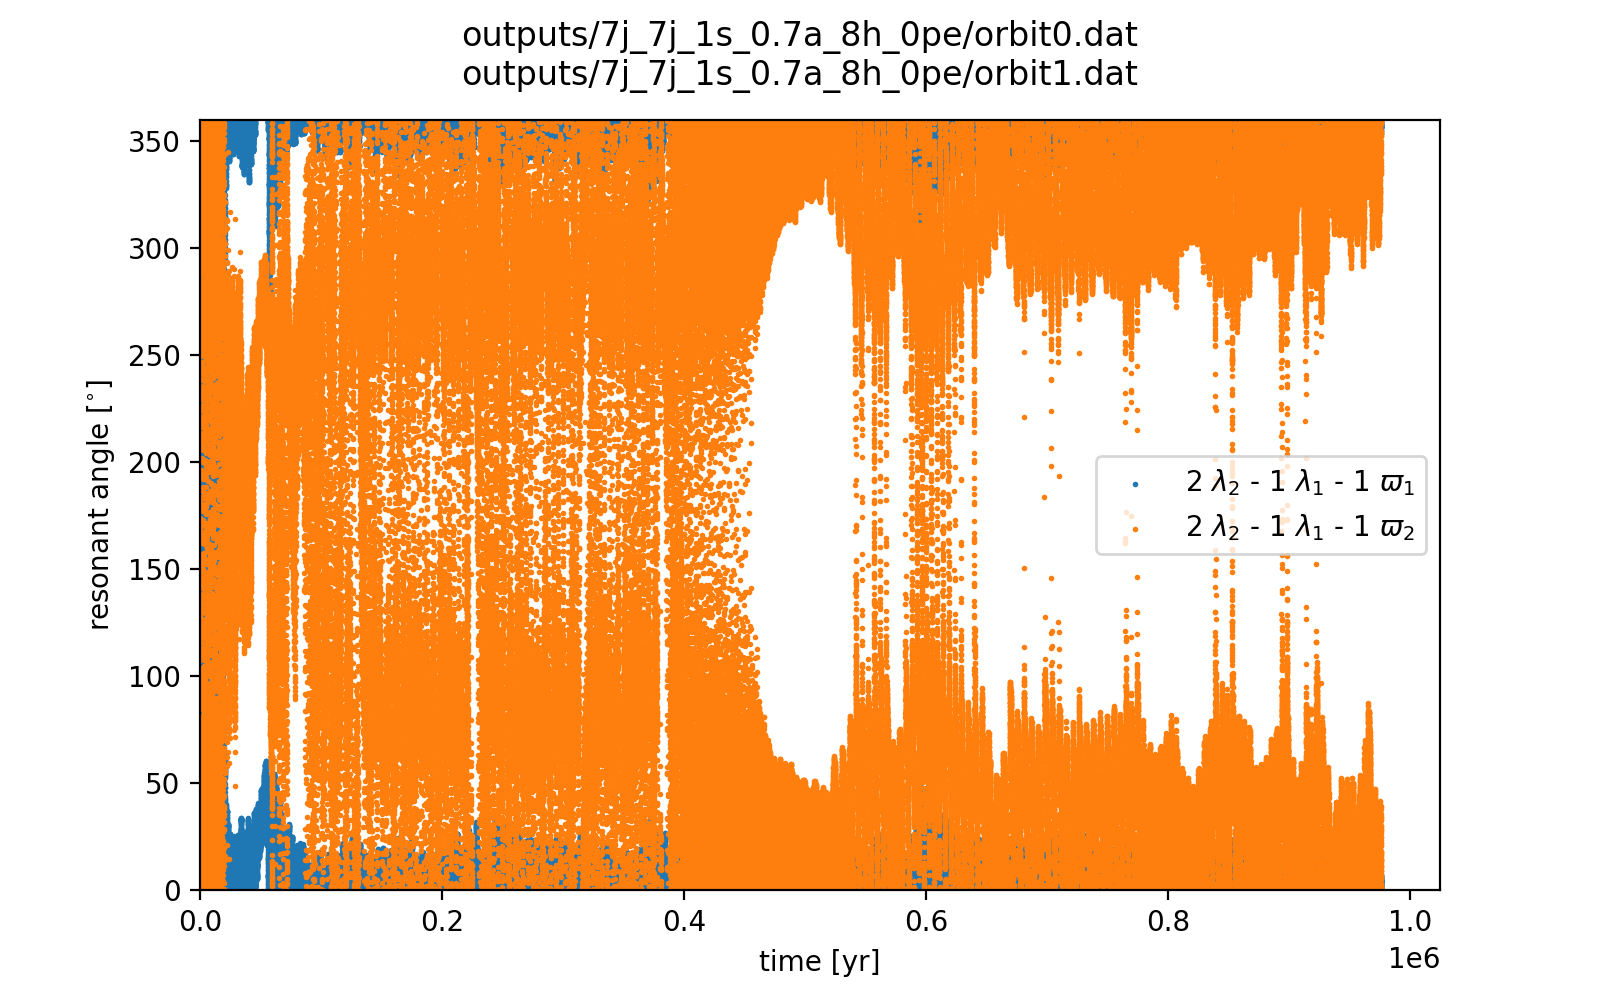 outputs/7j_7j_1s_0.7a_8h_0pe/orbit0.dat
outputs/7j_7j_1s_0.7a_8h_0pe/orbit1.dat
350
300
250
200
150
100
50
0
resonant angle [°]
2 λ₂ - 1 λ₁ - 1 ϖ₁
2 λ₂ - 1 λ₁ - 1 ϖ₂
0.0 0.2 0.4 0.6 0.8 1.0
time [yr]
1e6